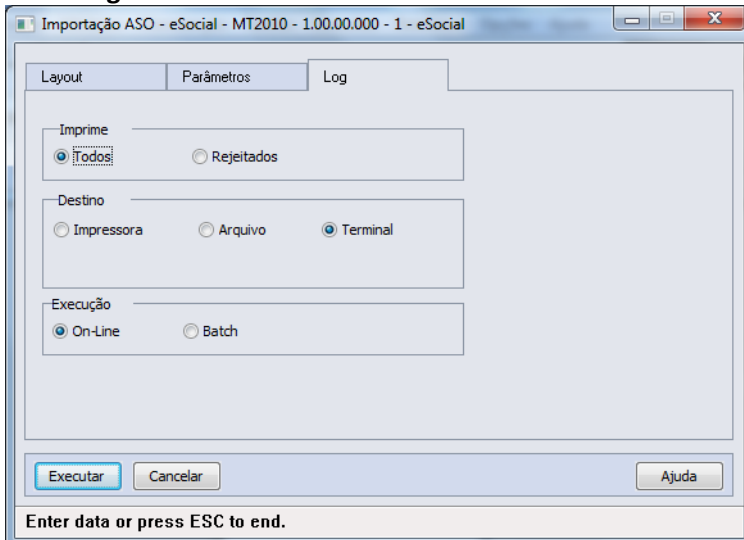 Importação ASO - eSocial - MT2010 - 1.00.00.000 - 1 - eSocial
Layout Parâmetros Log
Imprime
Todos Rejeitados
Destino
Impressora Arquivo Terminal
Execução
On-Line Batch
Executar Cancelar Ajuda
Enter data or press ESC to end.